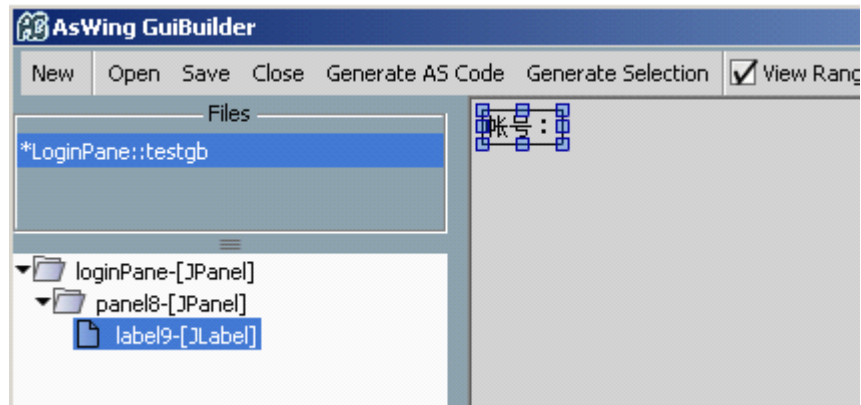 AsWing GuiBuilder
New Open Save Close Generate AS Code Generate Selection View Rang
Files
*LoginPane::testgb
帐号：
loginPane-[JPanel]
panel8-[JPanel]
label9-[JLabel]